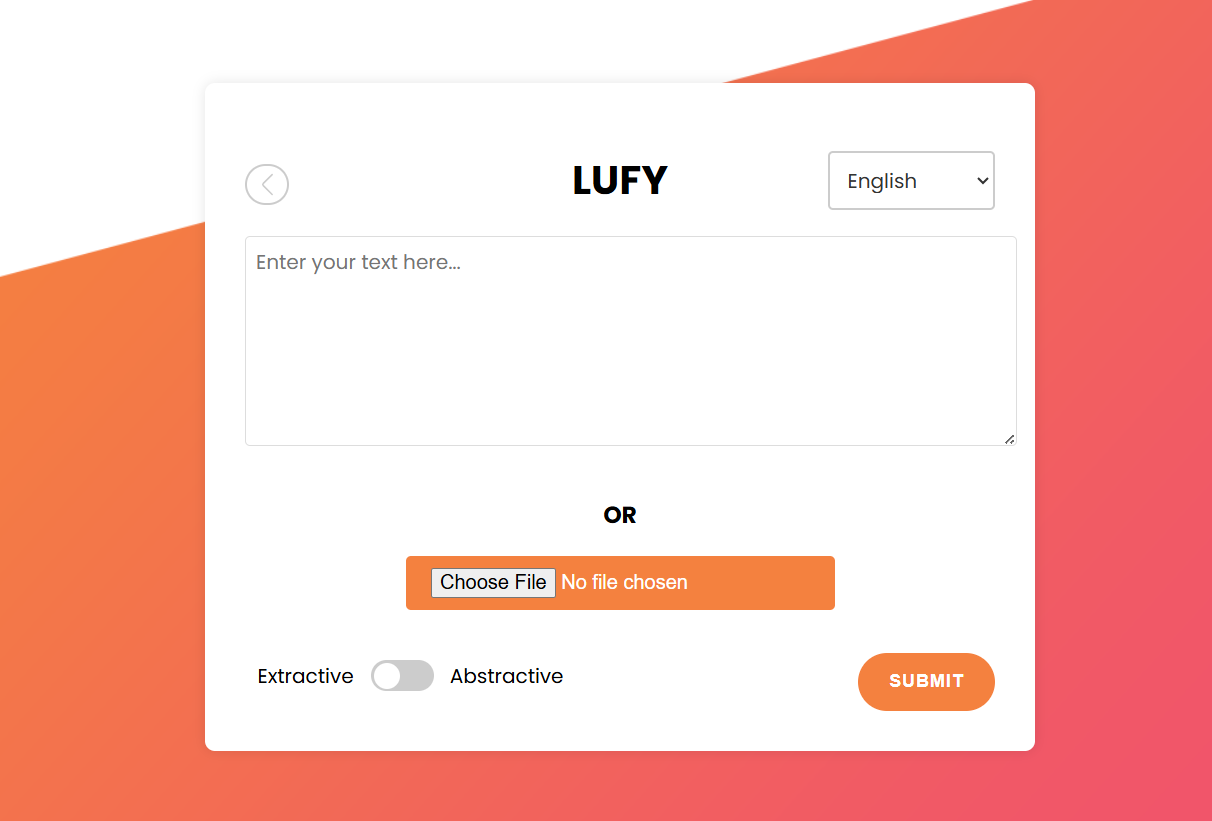 LUFY
English
Enter your text here...
OR
Choose File No file chosen
Extractive Abstractive
SUBMIT